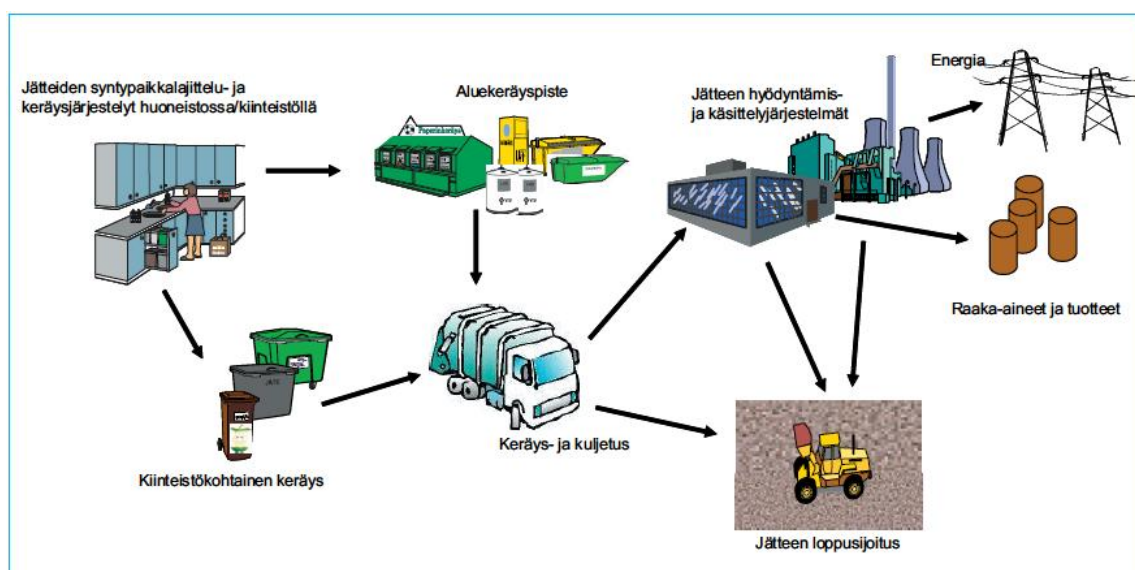 Jätteiden syntypaikkalajittelu- ja
keräysjärjestelyt huoneistossa/kiinteistöllä
Aluekeräyspiste
Paperinkeräys
Jätteen hyödyntämis-
ja käsittelyjärjestelmät
Energia
Raaka-aineet ja tuotteet
Keräys- ja kuljetus
Kiinteistökohtainen keräys
Jätteen loppusijoitus